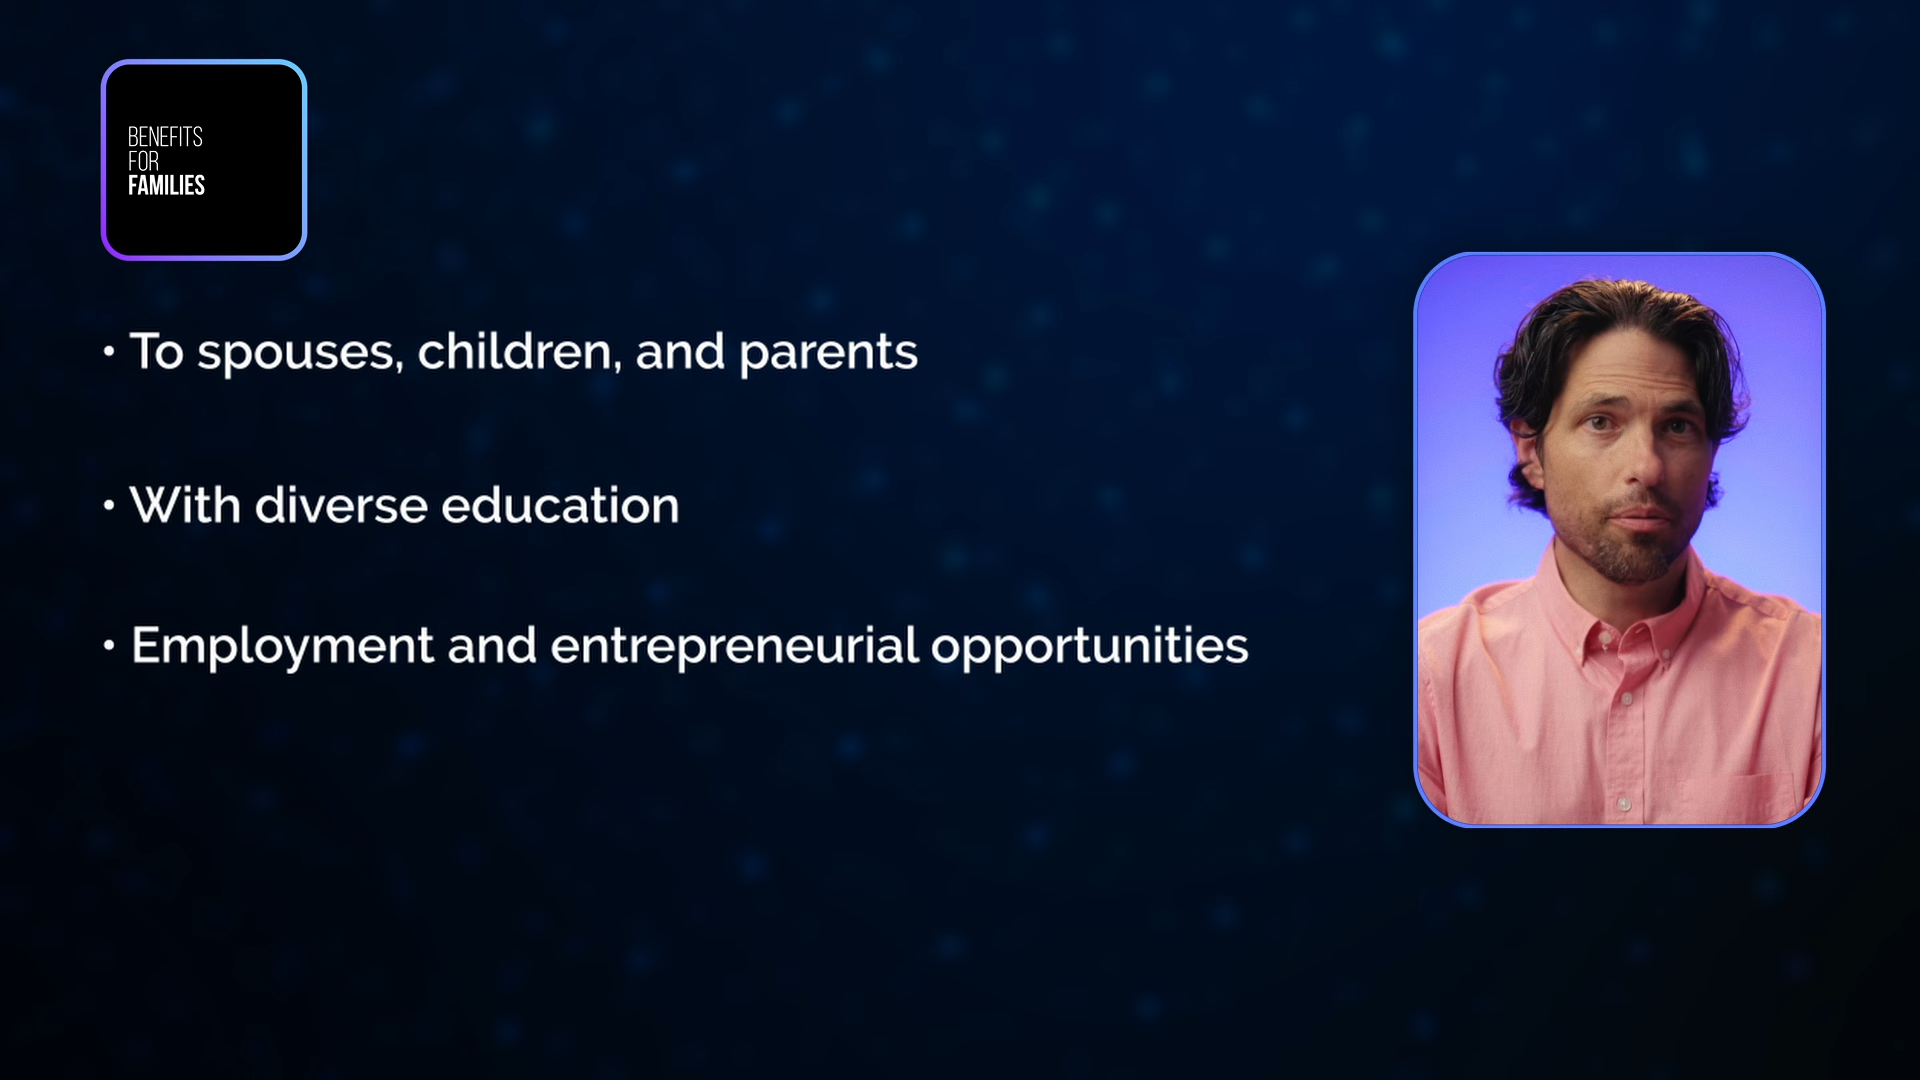 BENEFITS
FOR
FAMILIES
• To spouses, children, and parents
• With diverse education
• Employment and entrepreneurial opportunities